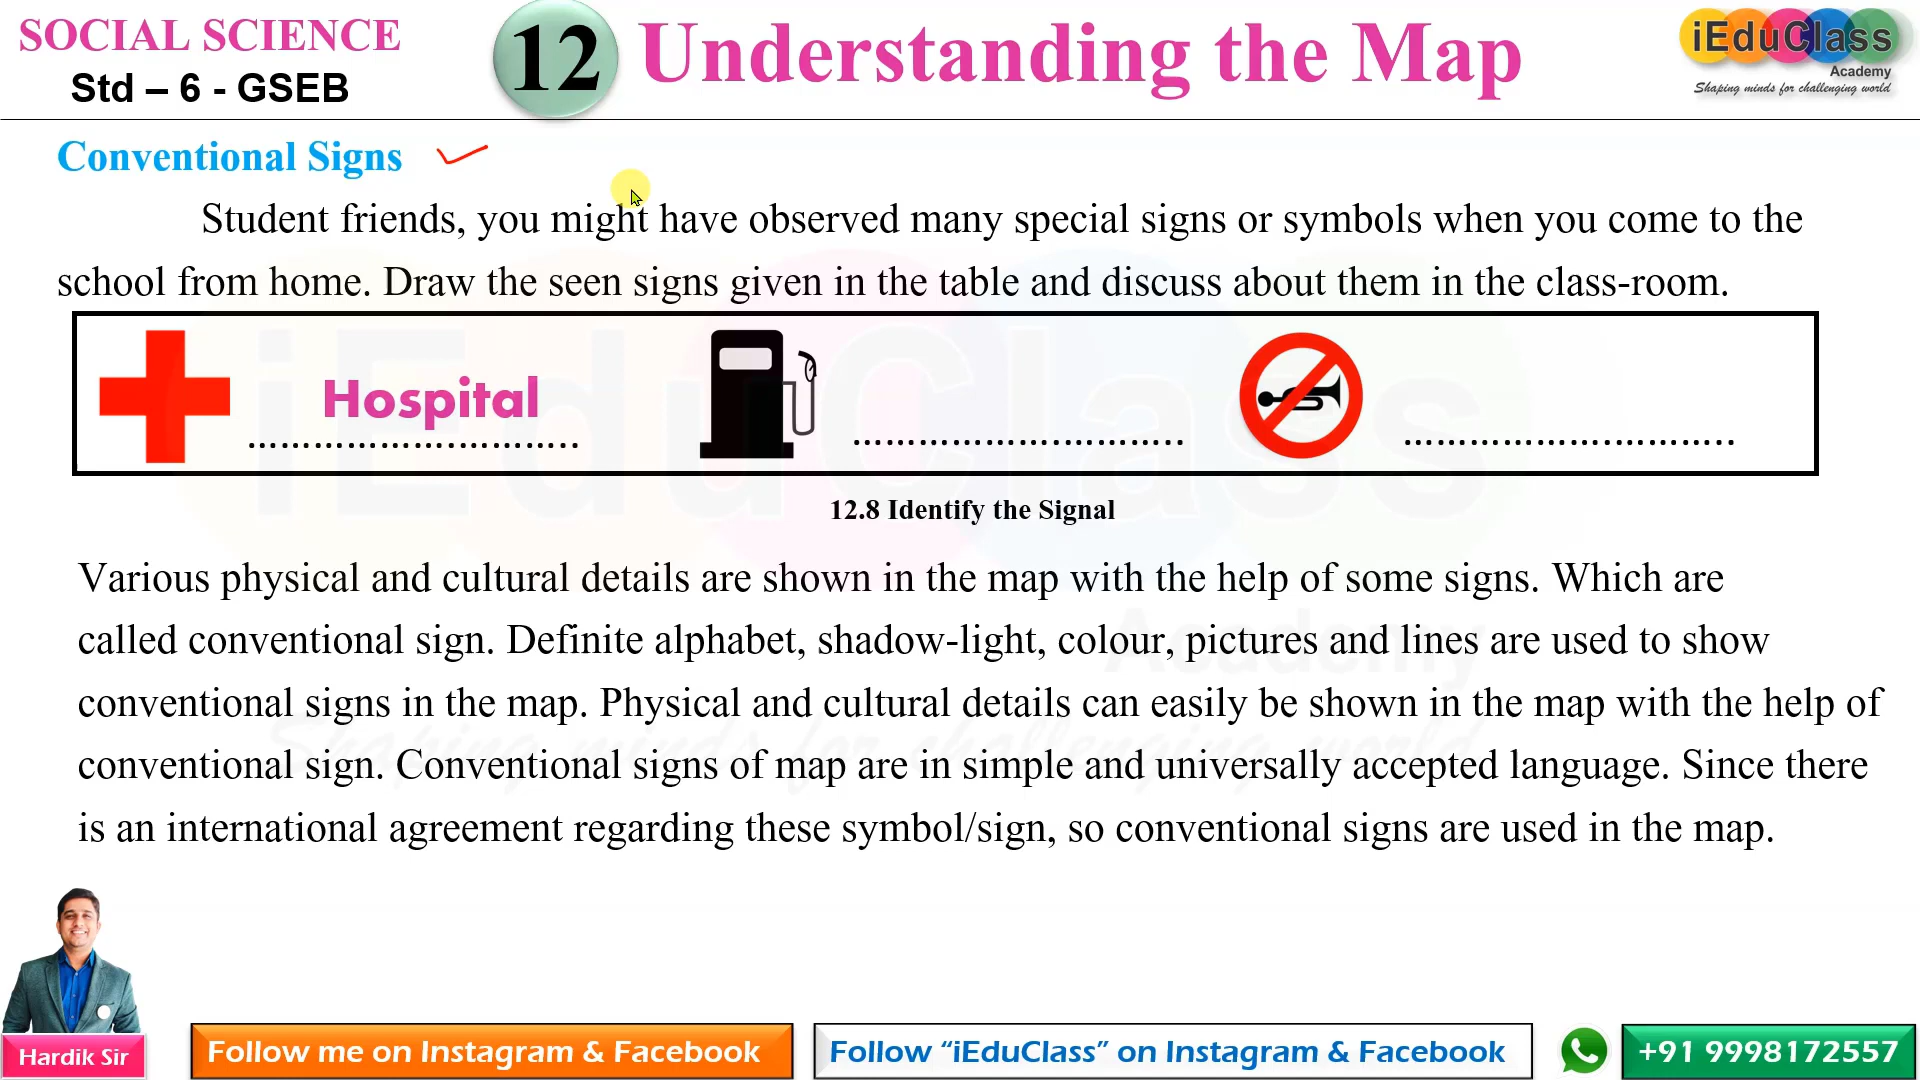 SOCIAL SCIENCE
Std – 6 - GSEB
12 Understanding the Map
iEduClass
Academy
Shaping minds for challenging world
Conventional Signs
Student friends, you might have observed many special signs or symbols when you come to the
school from home. Draw the seen signs given in the table and discuss about them in the class-room.
Hospital
12.8 Identify the Signal
Various physical and cultural details are shown in the map with the help of some signs. Which are
called conventional sign. Definite alphabet, shadow-light, colour, pictures and lines are used to show
conventional signs in the map. Physical and cultural details can easily be shown in the map with the help of
conventional sign. Conventional signs of map are in simple and universally accepted language. Since there
is an international agreement regarding these symbol/sign, so conventional signs are used in the map.
iEduClass
Academy
Shaping minds for challenging world
Hardik Sir
Follow me on Instagram & Facebook
Follow “iEduClass” on Instagram & Facebook
+91 9998172557